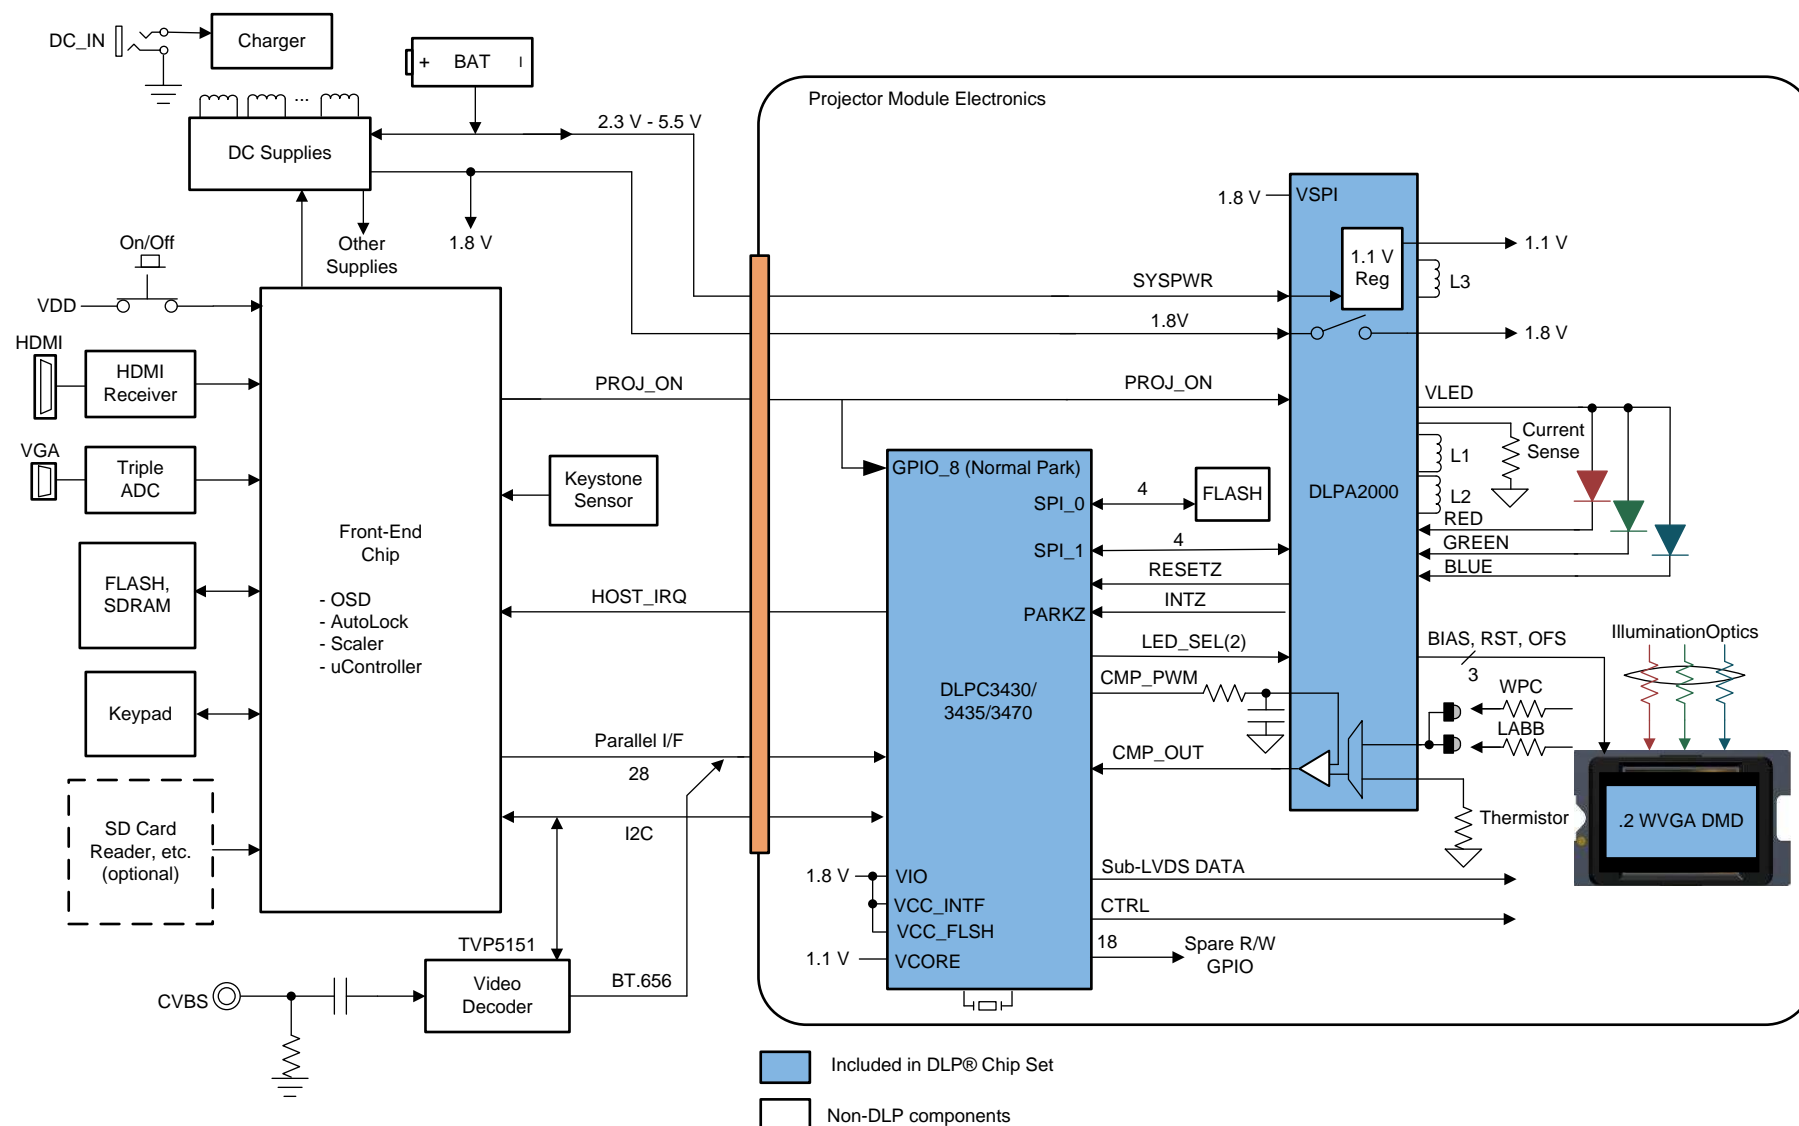 DC_IN
Charger
+ BAT
Projector Module Electronics
2.3 V - 5.5 V
DC Supplies
Other
Supplies
1.8 V
On/Off
VDD
HDMI
HDMI
Receiver
VGA
Triple
ADC
FLASH,
SDRAM
Keypad
SD Card
Reader, etc.
(optional)
Front-End
Chip
- OSD
- AutoLock
- Scaler
- uController
PROJ_ON
Keystone
Sensor
HOST_IRQ
Parallel I/F
28
I2C
TVP5151
Video
Decoder
BT.656
CVBS
1.8 V
VSPI
1.1 V
Reg
1.1 V
L3
SYSPWR
1.8V
1.8 V
PROJ_ON
VLED
Current
Sense
L1
L2
DLPA2000
RED
GREEN
BLUE
GPIO_8 (Normal Park)
SPI_0
4
FLASH
SPI_1
4
RESETZ
INTZ
PARKZ
LED_SEL(2)
CMP_PWM
DLPC3430/
3435/3470
CMP_OUT
BIAS, RST, OFS
3
IlluminationOptics
WPC
LABB
Thermistor
.2 WVGA DMD
1.8 V
VIO
VCC_INTF
VCC_FLSH
1.1 V
VCORE
Sub-LVDS DATA
CTRL
18
Spare R/W
GPIO
Included in DLP® Chip Set
Non-DLP components